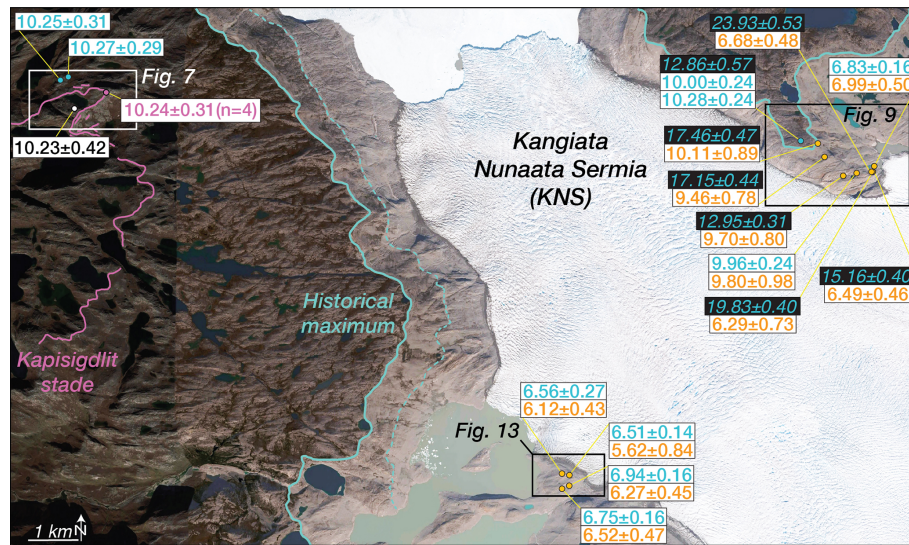 10.25±0.31
10.27±0.29
Fig. 7
10.24±0.31(n=4)
10.23±0.42
Kapisigdlit
stade
Historical
maximum
Kangiata
Nunaata Sermia
(KNS)
23.93±0.53
6.68±0.48
12.86±0.57
10.00±0.24
10.28±0.24
6.83±0.16
6.99±0.50
Fig. 9
17.46±0.47
10.11±0.89
17.15±0.44
9.46±0.78
12.95±0.31
9.70±0.80
9.96±0.24
9.80±0.98
15.16±0.40
6.49±0.46
19.83±0.40
6.29±0.73
6.56±0.27
6.12±0.43
Fig. 13
6.51±0.14
5.62±0.84
6.94±0.16
6.27±0.45
6.75±0.16
6.52±0.47
1 km
N